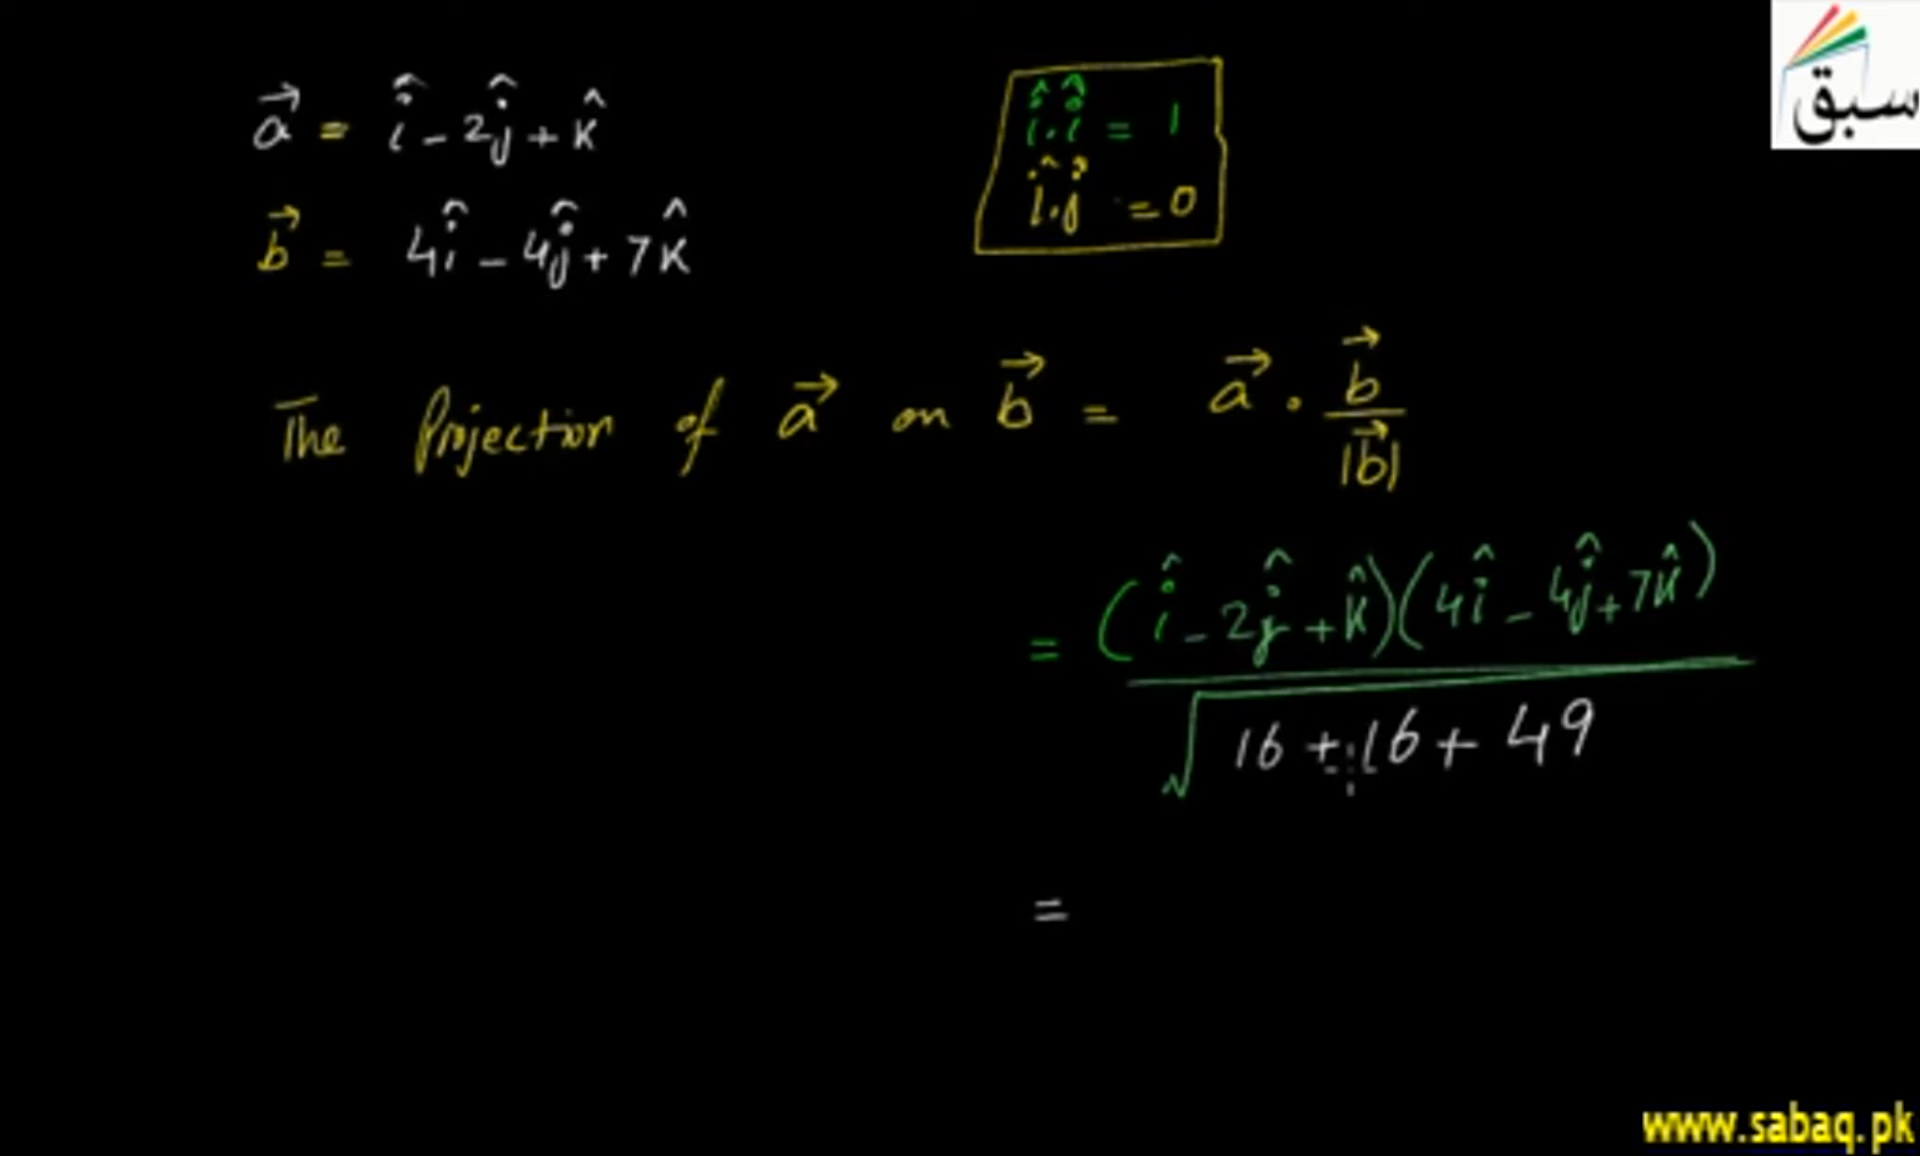 سبق
a⃗ = î - 2ĵ + k̂
î.î = 1
î.ĵ = 0
b⃗ = 4î - 4ĵ + 7k̂
The Projection of a⃗ on b⃗ = a⃗ . b⃗ / |b⃗|
= (î - 2ĵ + k̂)(4î - 4ĵ + 7k̂) / √16 + 16 + 49
=
www.sabaq.pk